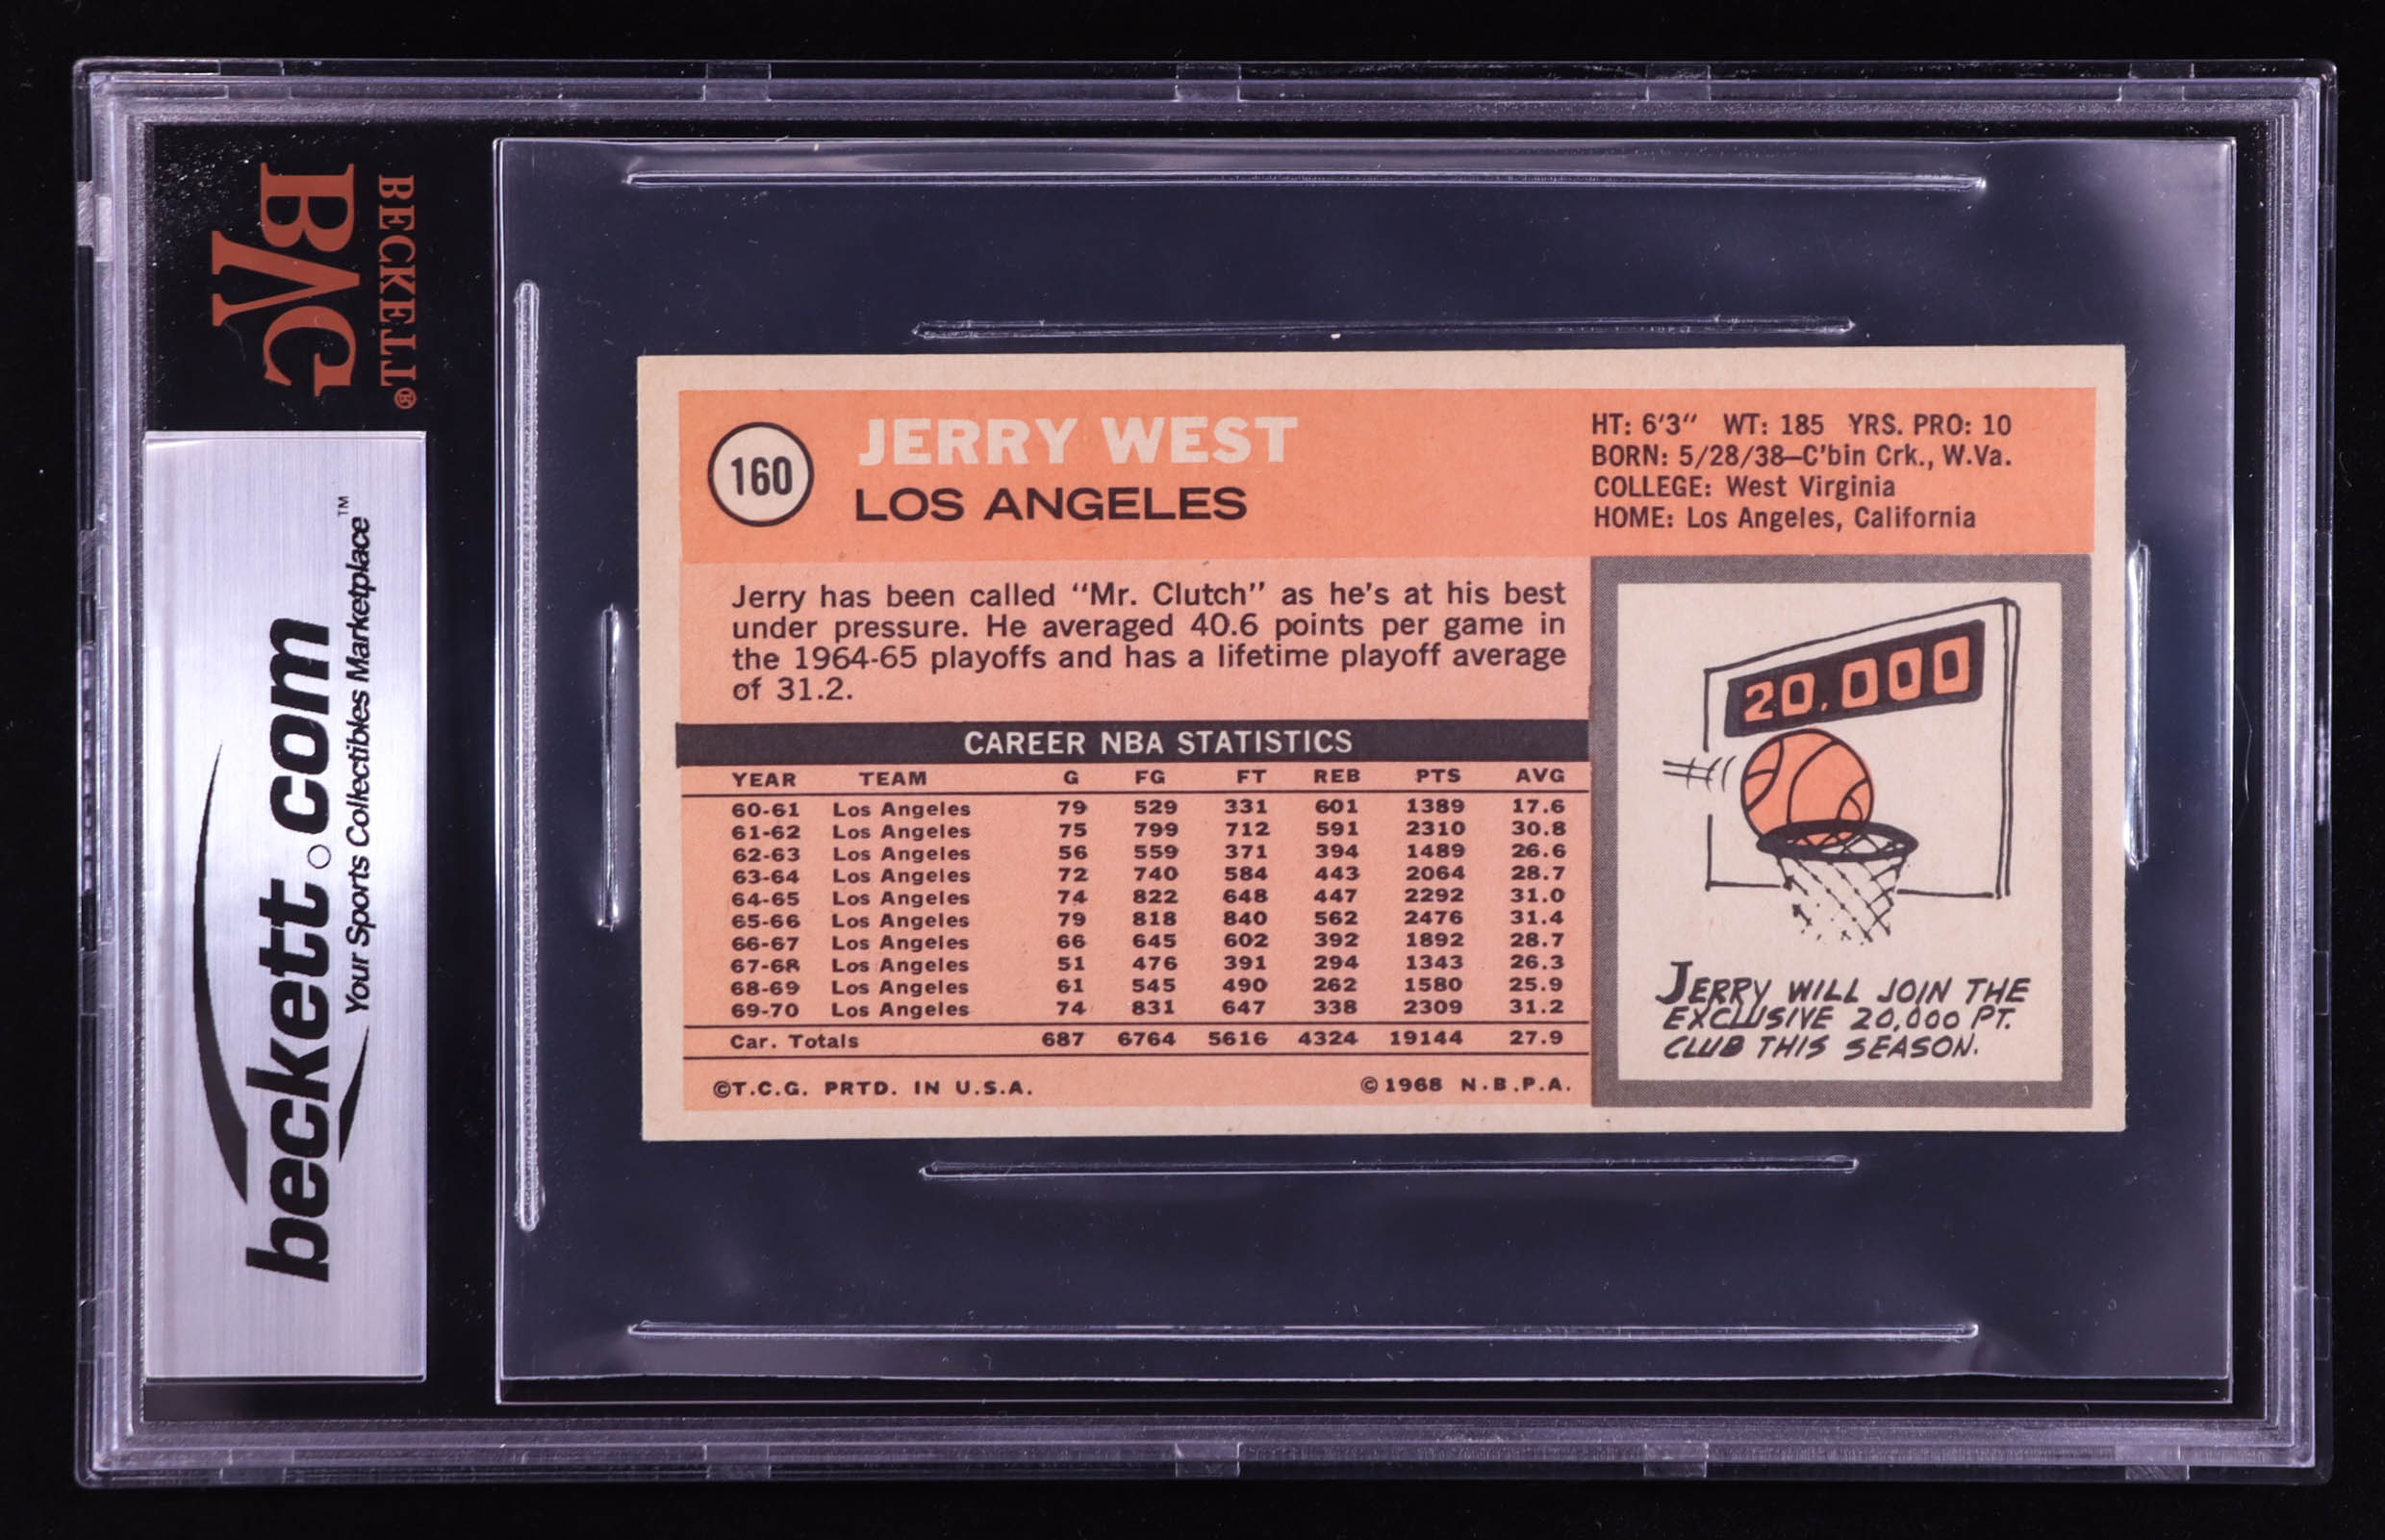 BECKETT®
BVG
beckett.com
Your Sports Collectibles Marketplace™
160
JERRY WEST
LOS ANGELES
HT: 6'3" WT: 185 YRS. PRO: 10
BORN: 5/28/38—C'bin Crk., W.Va.
COLLEGE: West Virginia
HOME: Los Angeles, California
Jerry has been called "Mr. Clutch" as he's at his best
under pressure. He averaged 40.6 points per game in
the 1964-65 playoffs and has a lifetime playoff average
of 31.2.
CAREER NBA STATISTICS
YEAR TEAM G FG FT REB PTS AVG
60-61 Los Angeles 79 529 331 601 1389 17.6
61-62 Los Angeles 75 799 712 591 2310 30.8
62-63 Los Angeles 56 559 371 394 1489 26.6
63-64 Los Angeles 72 740 584 443 2064 28.7
64-65 Los Angeles 74 822 648 447 2292 31.0
65-66 Los Angeles 79 818 840 562 2476 31.4
66-67 Los Angeles 66 645 602 392 1892 28.7
67-68 Los Angeles 51 476 391 294 1343 26.3
68-69 Los Angeles 61 545 490 262 1580 25.9
69-70 Los Angeles 74 831 647 338 2309 31.2
Car. Totals 687 6764 5616 4324 19144 27.9
©T.C.G. PRTD. IN U.S.A. ©1968 N.B.P.A.
20,000
JERRY WILL JOIN THE
EXCLUSIVE 20,000 PT.
CLUB THIS SEASON.